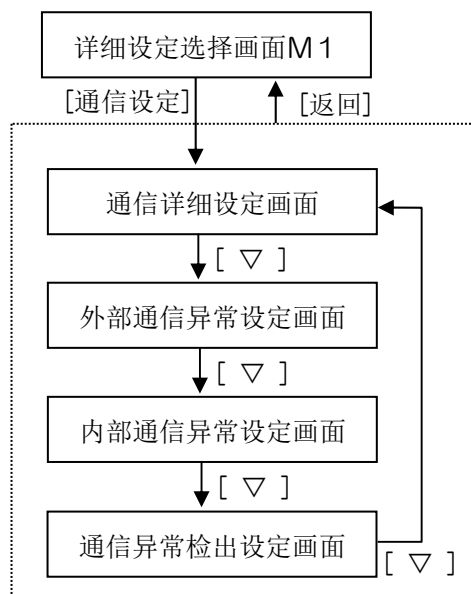 详细设定选择画面M1
[通信设定]
[返回]
通信详细设定画面
[ ▽ ]
外部通信异常设定画面
[ ▽ ]
内部通信异常设定画面
[ ▽ ]
通信异常检出设定画面
[ ▽ ]